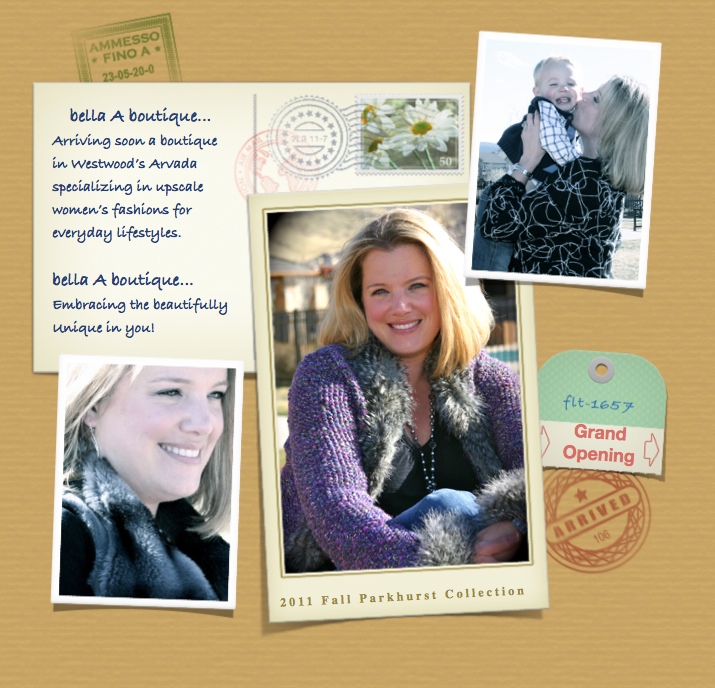 AMMESSO
FINO A
23-05-20-0
bella A boutique...
Arriving soon a boutique
in Westwood's Arvada
specializing in upscale
women's fashions for
everyday lifestyles.
bella A boutique...
Embracing the beautifully
Unique in you!
11-7
50
flt-1657
Grand
Opening
ARRIVED
106
2011 Fall Parkhurst Collection